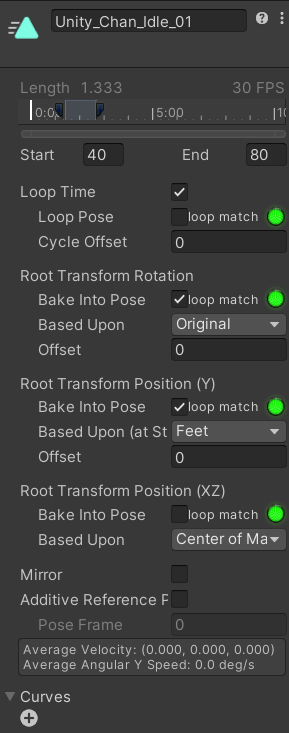 Unity_Chan_Idle_01
Length 1.333 30 FPS
0:00 5:00 10
Start 40 End 80
Loop Time
Loop Pose loop match
Cycle Offset 0
Root Transform Rotation
Bake Into Pose loop match
Based Upon Original
Offset 0
Root Transform Position (Y)
Bake Into Pose loop match
Based Upon (at St Feet
Offset 0
Root Transform Position (XZ)
Bake Into Pose loop match
Based Upon Center of Ma
Mirror
Additive Reference P
Pose Frame 0
Average Velocity: (0.000, 0.000, 0.000)
Average Angular Y Speed: 0.0 deg/s
Curves